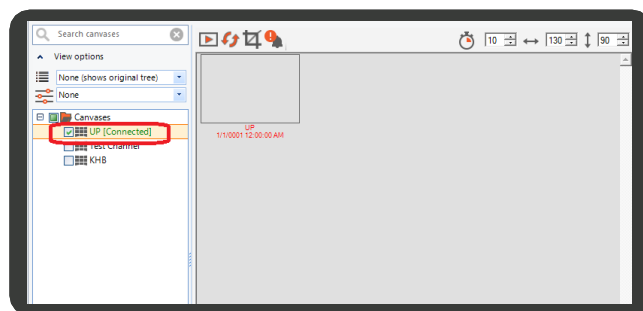 Search canvases
View options
None (shows original tree)
None
Canvases
UP [Connected]
Test Channel
KHB
10
130
90
UP
1/1/0001 12:00:00 AM